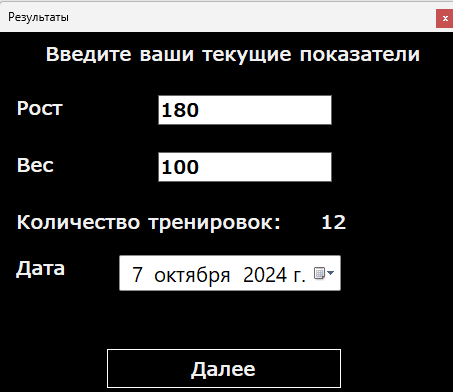 Результаты
Введите ваши текущие показатели
Рост 180
Вес 100
Количество тренировок: 12
Дата 7 октября 2024 г.
Далее